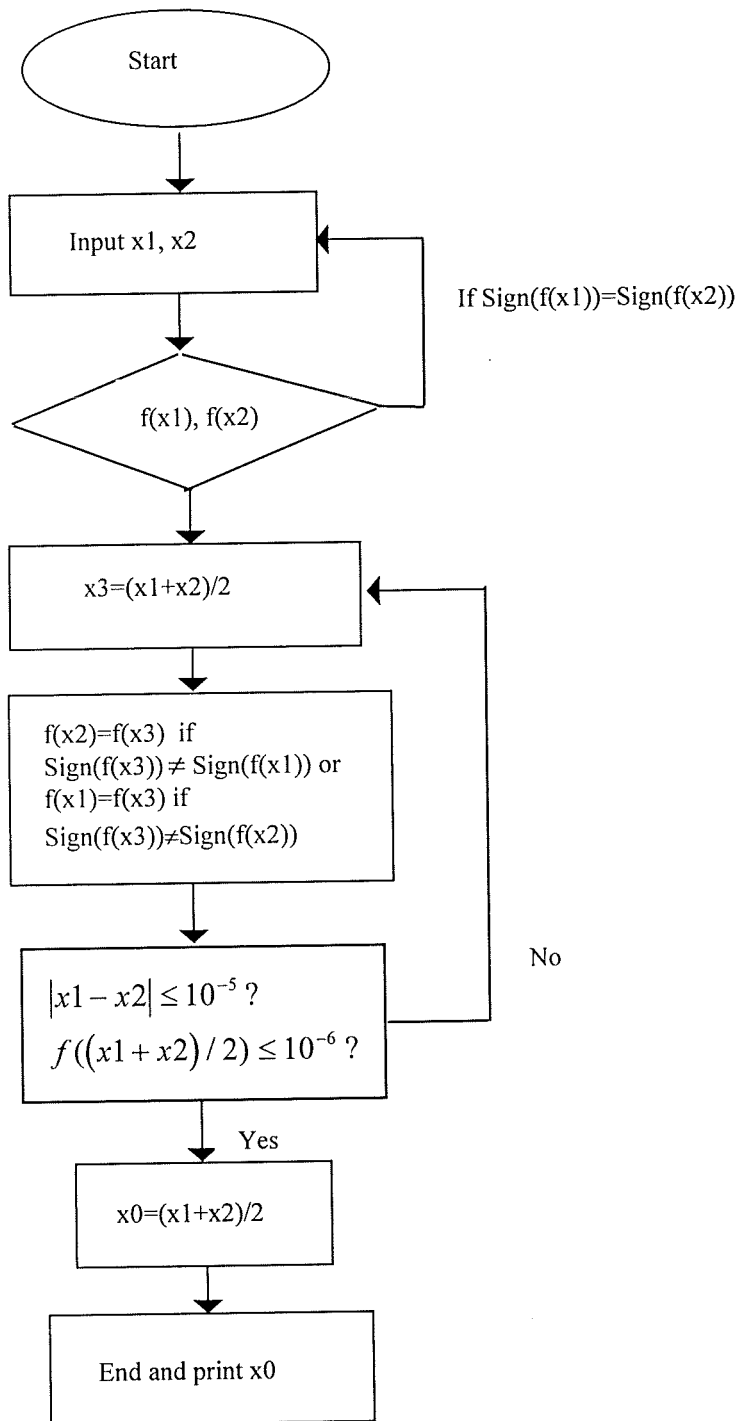 Start
Input x1, x2
If Sign(f(x1))=Sign(f(x2))
f(x1), f(x2)
x3=(x1+x2)/2
f(x2)=f(x3) if
Sign(f(x3)) ≠ Sign(f(x1)) or
f(x1)=f(x3) if
Sign(f(x3))≠Sign(f(x2))
No
|x1 − x2| ≤ 10⁻⁵ ?
f((x1 + x2) / 2) ≤ 10⁻⁶ ?
Yes
x0=(x1+x2)/2
End and print x0